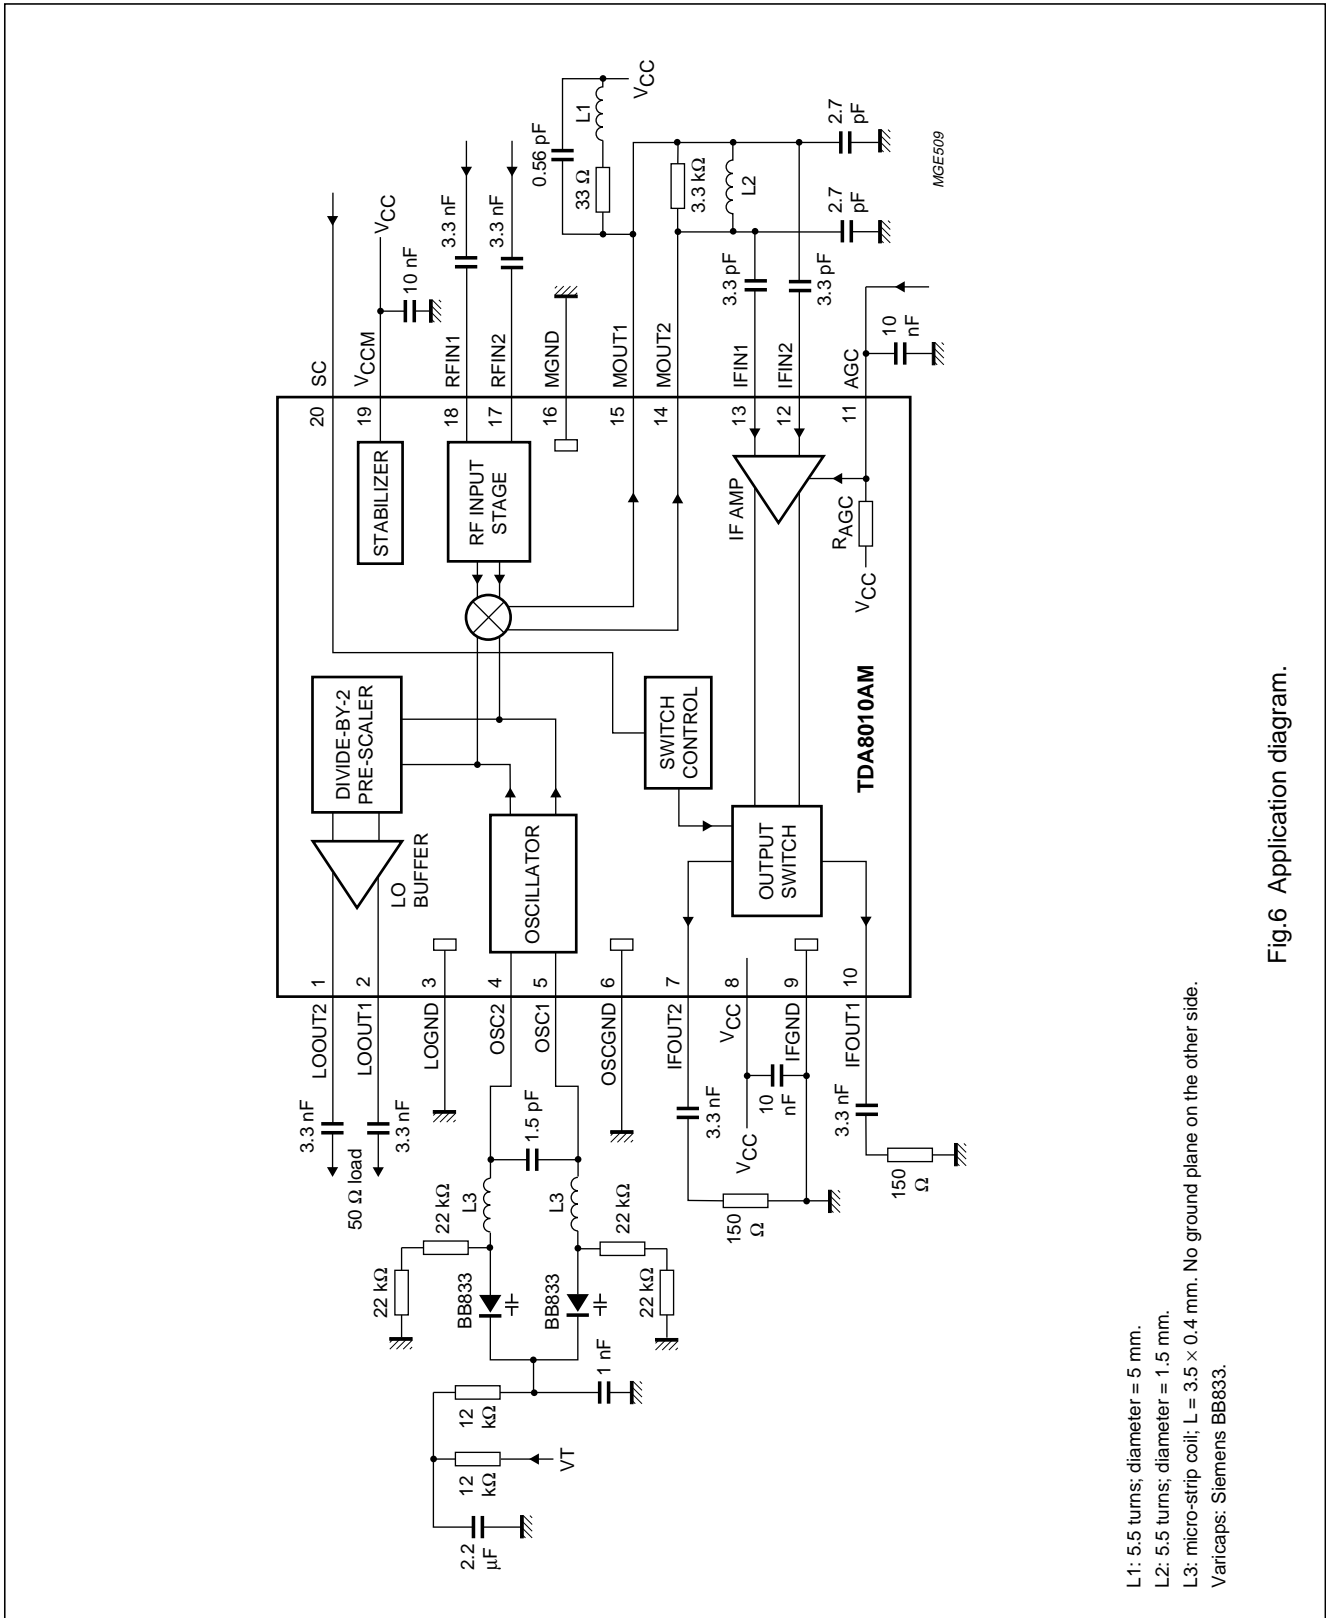 SC
VCCM
VCC
10 nF
RFIN1
3.3 nF
RFIN2
3.3 nF
MGND
MOUT1
MOUT2
0.56 pF
33 Ω
L1
VCC
3.3 kΩ
L2
2.7
pF
2.7
pF
IFIN1
3.3 pF
IFIN2
3.3 pF
AGC
10
nF
MGE509
20
19
18
17
16
15
14
13
12
11
STABILIZER
RF INPUT
STAGE
IF AMP
RAGC
VCC
DIVIDE-BY-2
PRE-SCALER
SWITCH
CONTROL
TDA8010AM
LO
BUFFER
OSCILLATOR
OUTPUT
SWITCH
1
2
3
4
5
6
7
8
9
10
LOOUT2
LOOUT1
LOGND
OSC2
OSC1
OSCGND
IFOUT2
VCC
IFGND
IFOUT1
3.3 nF
50 Ω load
3.3 nF
1.5 pF
L3
L3
22 kΩ
22 kΩ
22 kΩ
22 kΩ
BB833
BB833
1 nF
12
kΩ
12
kΩ
VT
2.2
µF
3.3 nF
10
nF
VCC
150
Ω
3.3 nF
150
Ω
L1: 5.5 turns; diameter = 5 mm.
L2: 5.5 turns; diameter = 1.5 mm.
L3: micro-strip coil; L = 3.5 × 0.4 mm. No ground plane on the other side.
Varicaps: Siemens BB833.
Fig.6 Application diagram.